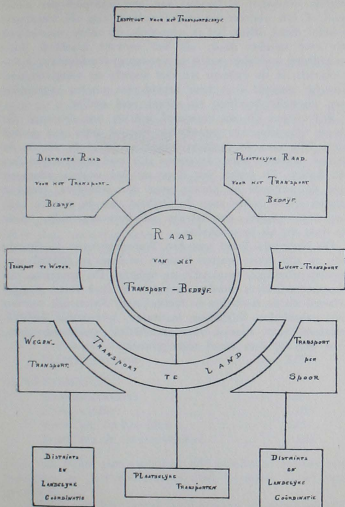 INSTITUUT VOOR HET TRANSPORTBEDRIJF
DISTRICTS RAAD
VOOR HET TRANSPORT-
BEDRIJF
PLAATSELIJKE RAAD
VOOR HET TRANSPORT
BEDRIJF.
RAAD
VAN HET
TRANSPORT-BEDRIJF.
TRANSPORT TE WATER.
LUCHT-TRANSPORT
TRANSPORT TE LAND
WEGEN-
TRANSPORT.
TRANSPORT
PER
SPOOR
DISTRICTS
EN
LANDELIJKE
COÖRDINATIE
PLAATSELIJKE
TRANSPORTEN
DISTRICTS
EN
LANDELIJKE
COÖRDINATIE